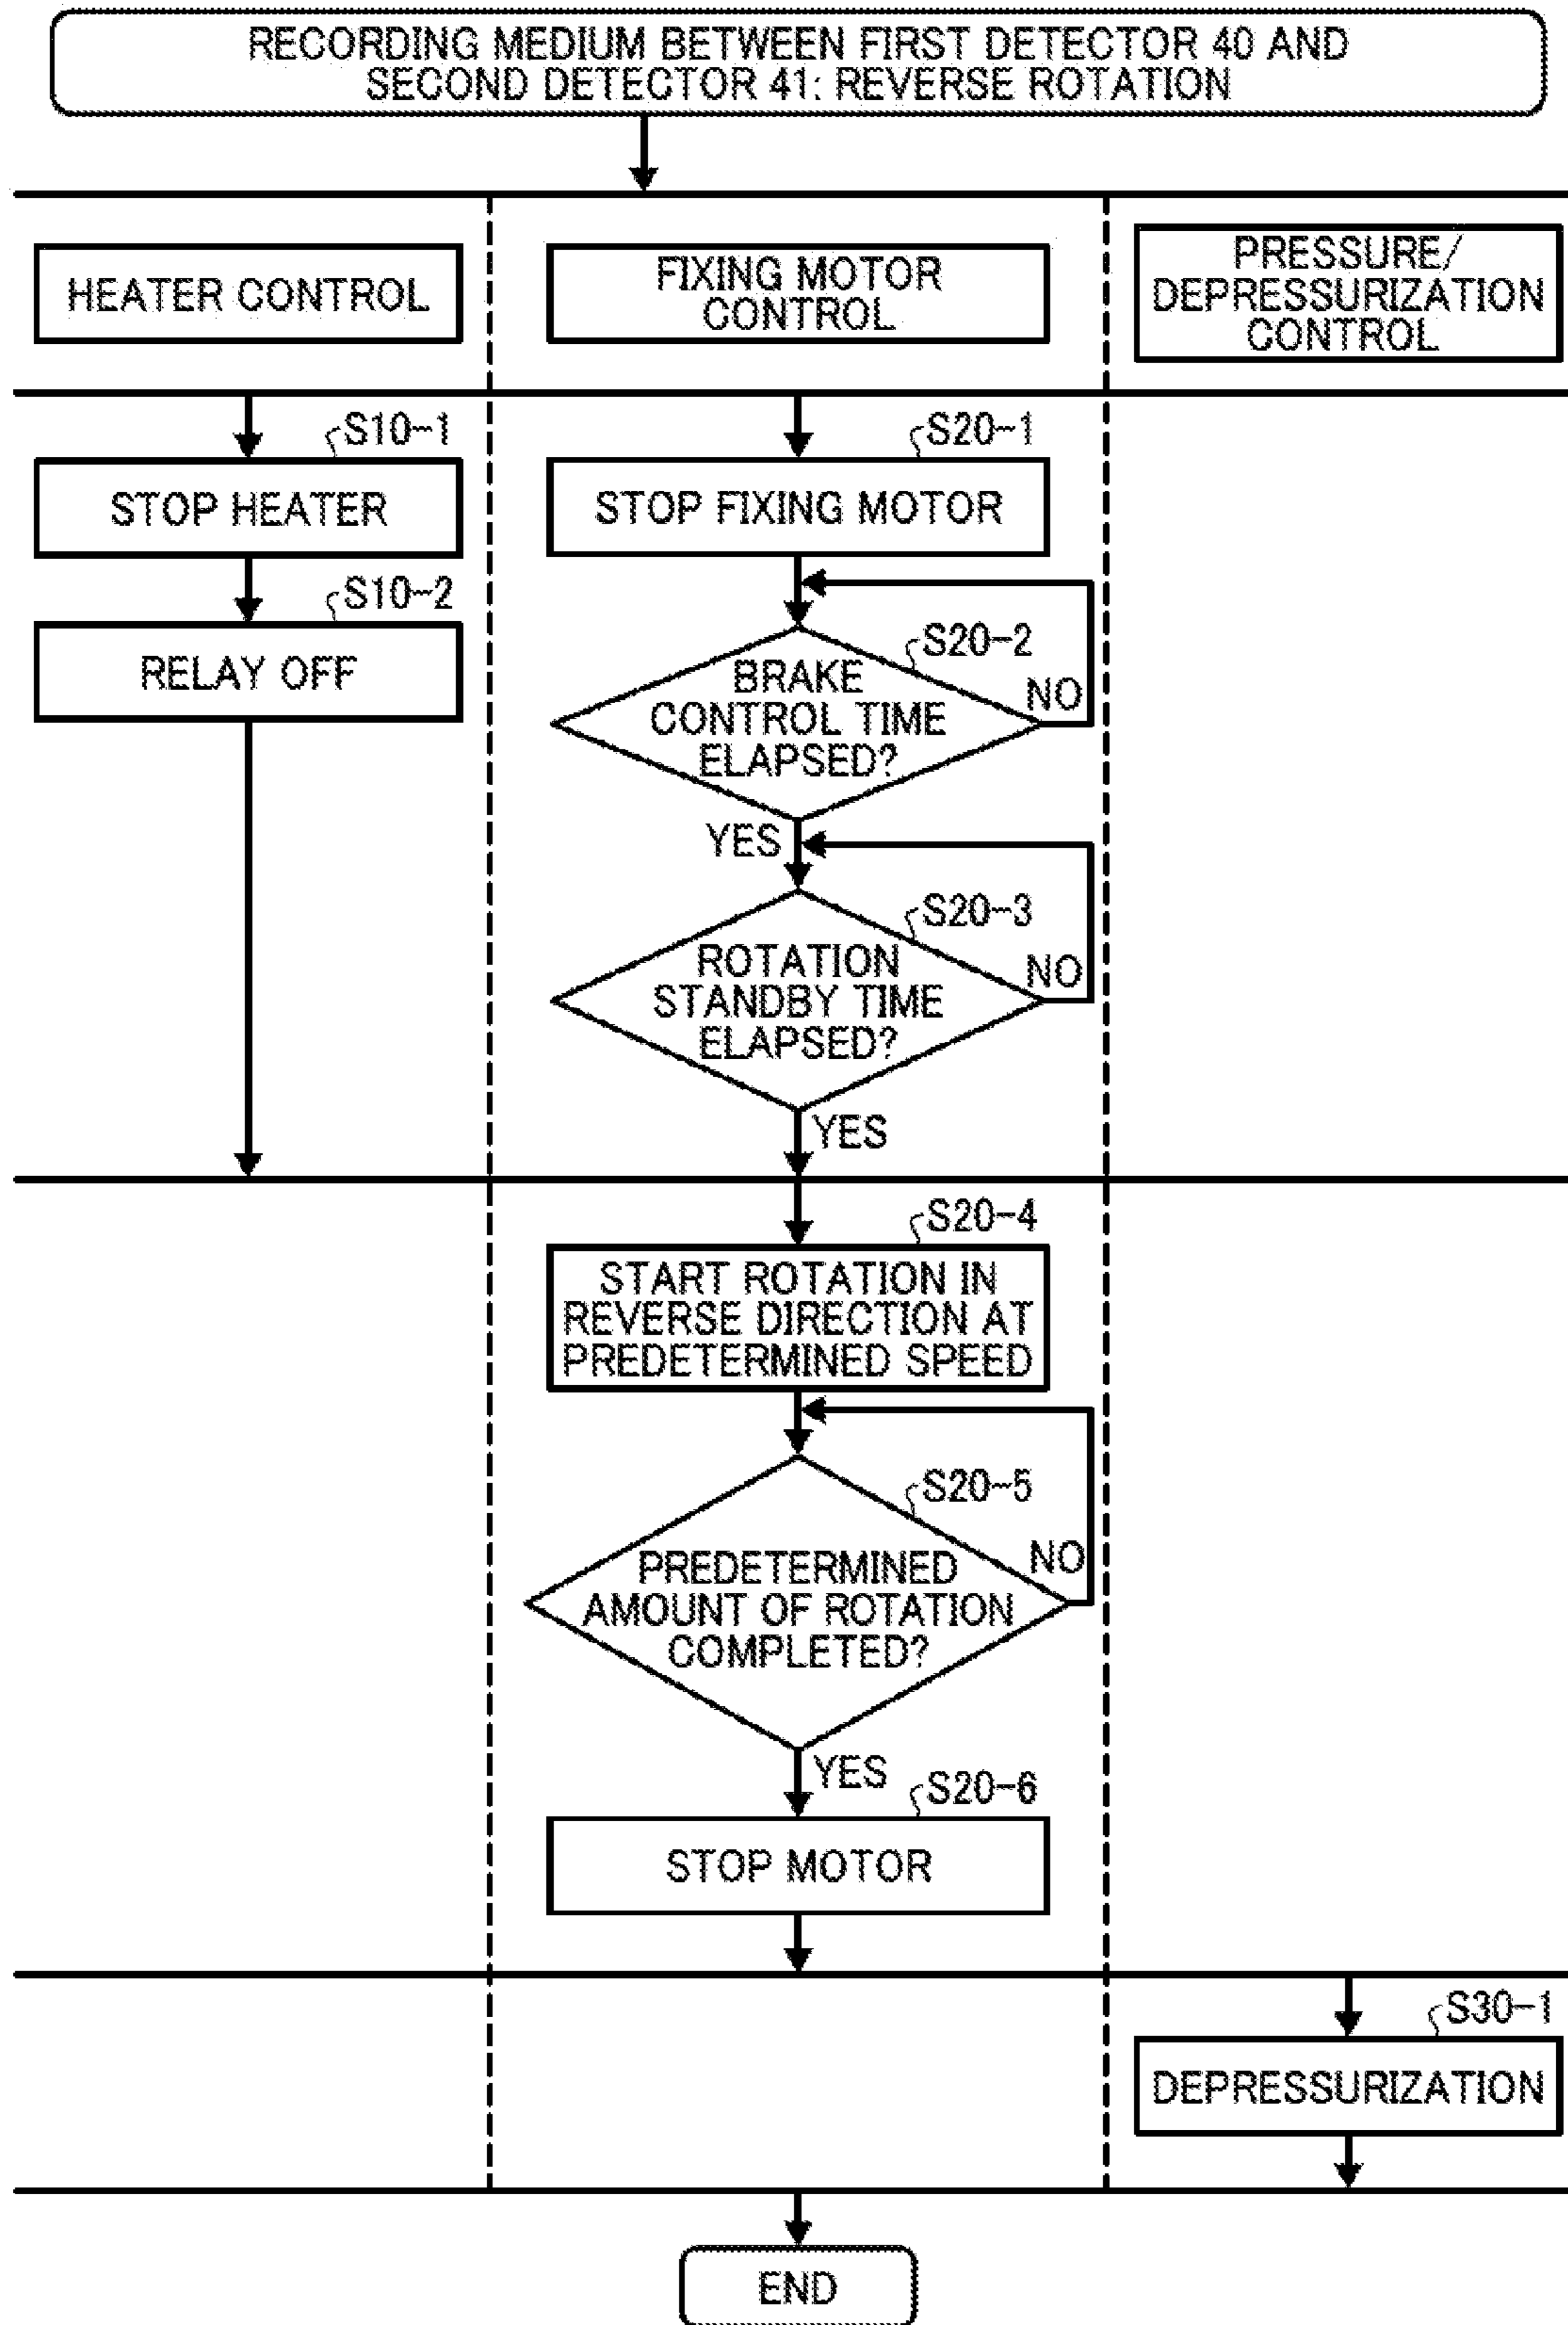 RECORDING MEDIUM BETWEEN FIRST DETECTOR 40 AND
SECOND DETECTOR 41: REVERSE ROTATION
HEATER CONTROL
FIXING MOTOR
CONTROL
PRESSURE/
DEPRESSURIZATION
CONTROL
S10-1
STOP HEATER
S10-2
RELAY OFF
S20-1
STOP FIXING MOTOR
S20-2
BRAKE
CONTROL TIME
ELAPSED?
NO
YES
S20-3
ROTATION
STANDBY TIME
ELAPSED?
NO
YES
S20-4
START ROTATION IN
REVERSE DIRECTION AT
PREDETERMINED SPEED
S20-5
PREDETERMINED
AMOUNT OF ROTATION
COMPLETED?
NO
YES
S20-6
STOP MOTOR
S30-1
DEPRESSURIZATION
END